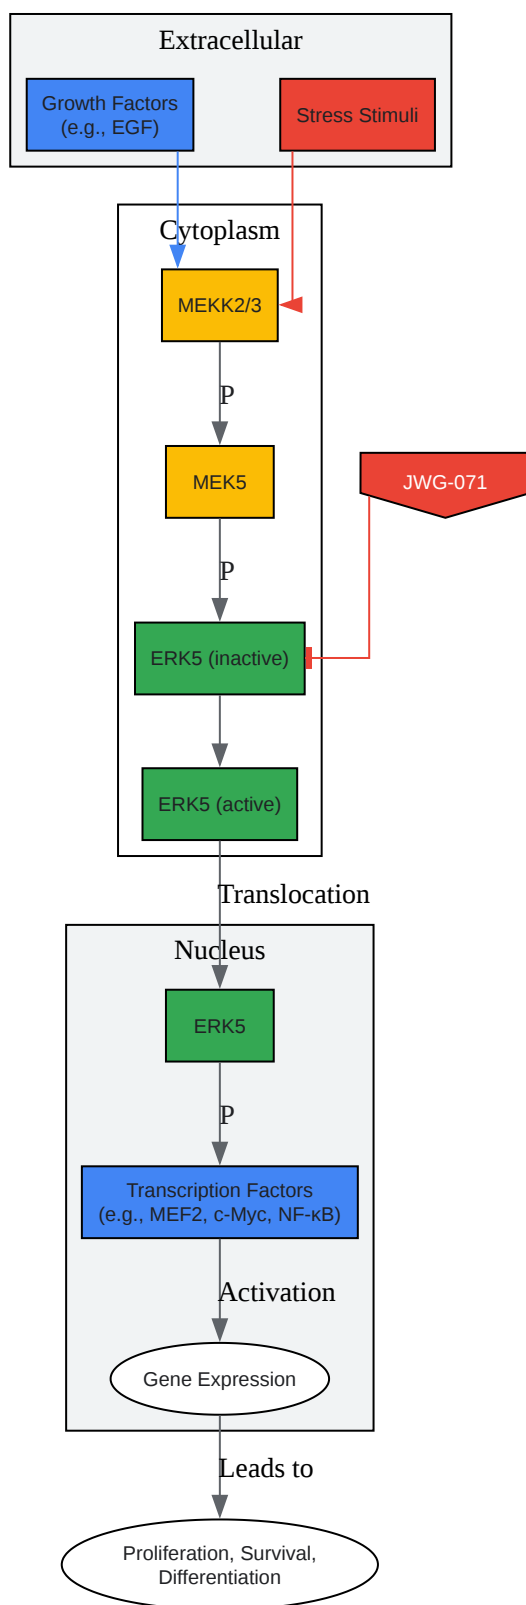 Extracellular
Growth Factors
(e.g., EGF)
Stress Stimuli
Cytoplasm
MEKK2/3
P
MEK5
JWG-071
P
ERK5 (inactive)
ERK5 (active)
Translocation
Nucleus
ERK5
P
Transcription Factors
(e.g., MEF2, c-Myc, NF-κB)
Activation
Gene Expression
Leads to
Proliferation, Survival,
Differentiation